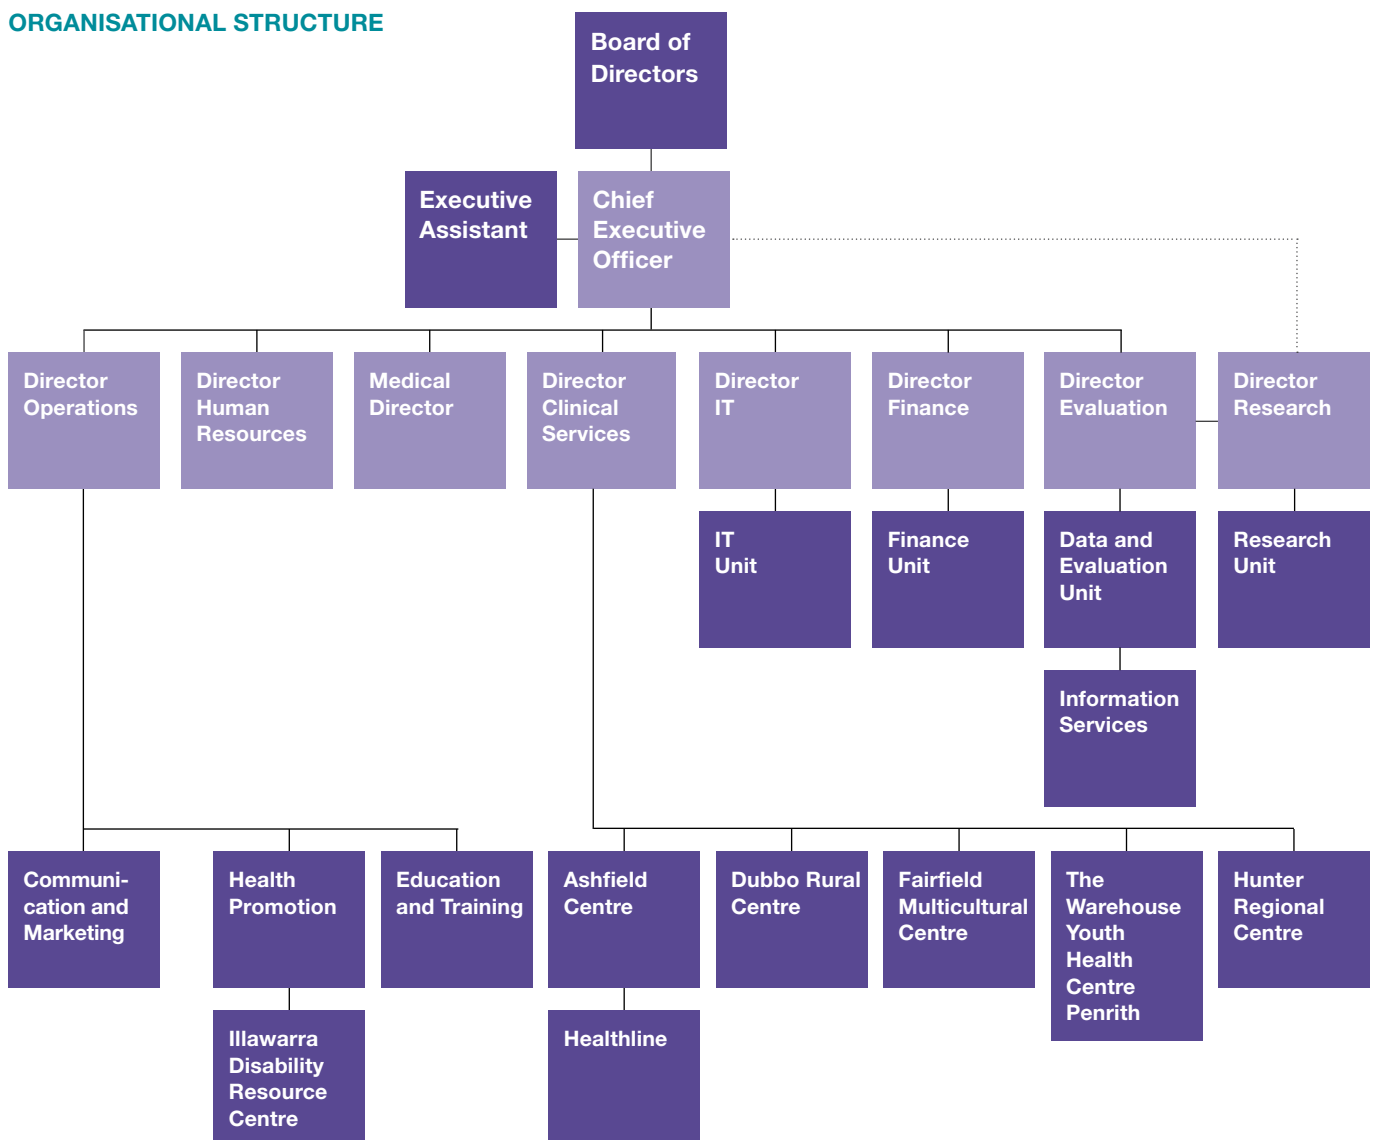 ORGANISATIONAL STRUCTURE
Board of
Directors
Executive
Assistant
Chief
Executive
Officer
Director
Operations
Director
Human
Resources
Medical
Director
Director
Clinical
Services
Director
IT
Director
Finance
Director
Evaluation
Director
Research
IT
Unit
Finance
Unit
Data and
Evaluation
Unit
Research
Unit
Information
Services
Communi-
cation and
Marketing
Health
Promotion
Education
and Training
Ashfield
Centre
Dubbo Rural
Centre
Fairfield
Multicultural
Centre
The
Warehouse
Youth
Health
Centre
Penrith
Hunter
Regional
Centre
Illawarra
Disability
Resource
Centre
Healthline